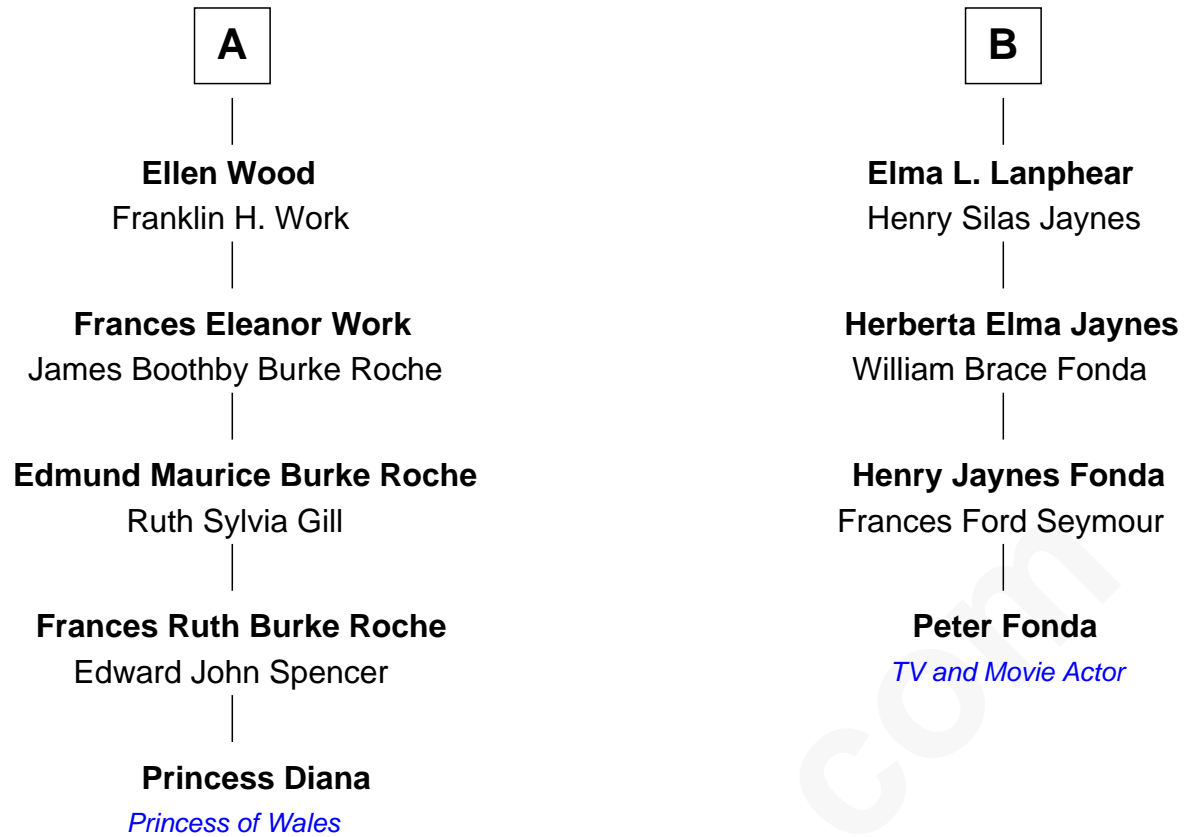 A
Ellen Wood
Franklin H. Work
Frances Eleanor Work
James Boothby Burke Roche
Edmund Maurice Burke Roche
Ruth Sylvia Gill
Frances Ruth Burke Roche
Edward John Spencer
Princess Diana
Princess of Wales
B
Elma L. Lanphear
Henry Silas Jaynes
Herberta Elma Jaynes
William Brace Fonda
Henry Jaynes Fonda
Frances Ford Seymour
Peter Fonda
TV and Movie Actor
com